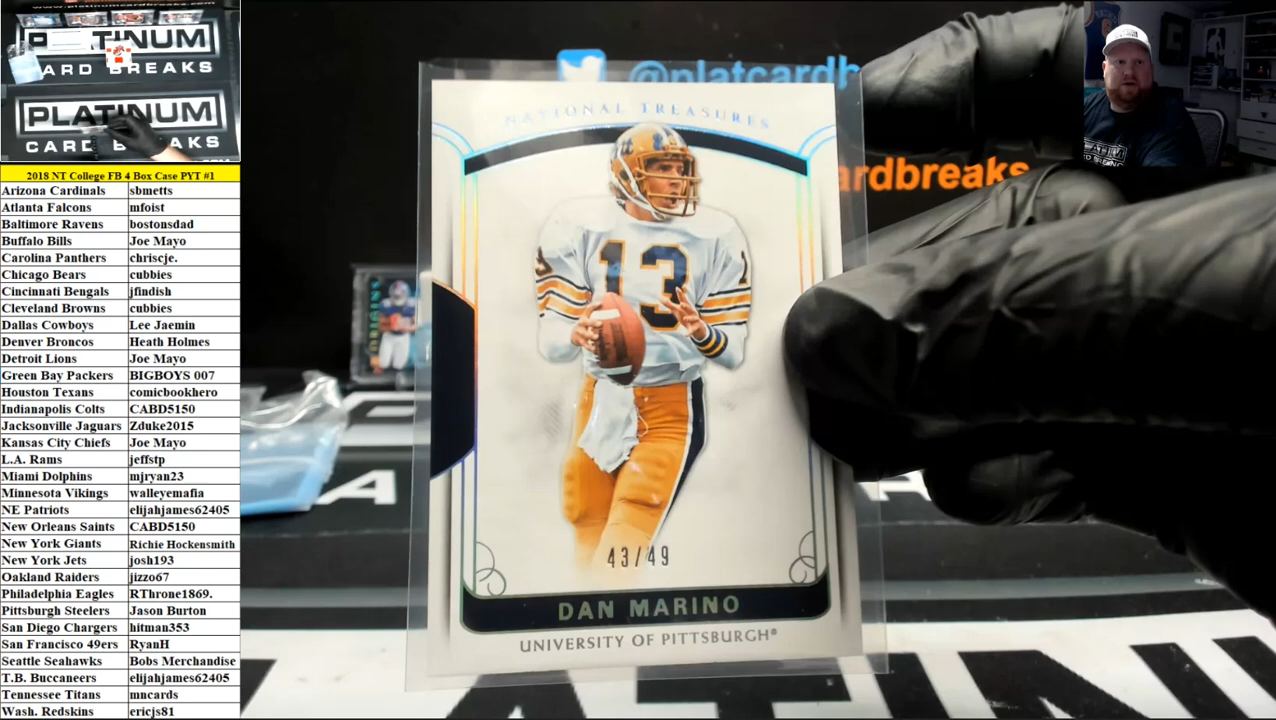 PLATINUM
CARD BREAKS
PLATINUM
CARD BREAKS
2018 NT College FB 4 Box Case PYT #1
Arizona Cardinals sbmetts
Atlanta Falcons mfoist
Baltimore Ravens bostonsdad
Buffalo Bills Joe Mayo
Carolina Panthers chriscje.
Chicago Bears cubbies
Cincinnati Bengals jfindish
Cleveland Browns cubbies
Dallas Cowboys Lee Jaemin
Denver Broncos Heath Holmes
Detroit Lions Joe Mayo
Green Bay Packers BIGBOYS 007
Houston Texans comicbookhero
Indianapolis Colts CABD5150
Jacksonville Jaguars Zduke2015
Kansas City Chiefs Joe Mayo
L.A. Rams jeffstp
Miami Dolphins mjryan23
Minnesota Vikings walleyemafia
NE Patriots elijahjames62405
New Orleans Saints CABD5150
New York Giants Richie Hockensmith
New York Jets josh193
Oakland Raiders jizzo67
Philadelphia Eagles RThrone1869.
Pittsburgh Steelers Jason Burton
San Diego Chargers hitman353
San Francisco 49ers RyanH
Seattle Seahawks Bobs Merchandise
T.B. Buccaneers elijahjames62405
Tennessee Titans mncards
Wash. Redskins ericjs81
@platcardb
ardbreaks
NATIONAL TREASURES
13
43/49
DAN MARINO
UNIVERSITY OF PITTSBURGH®